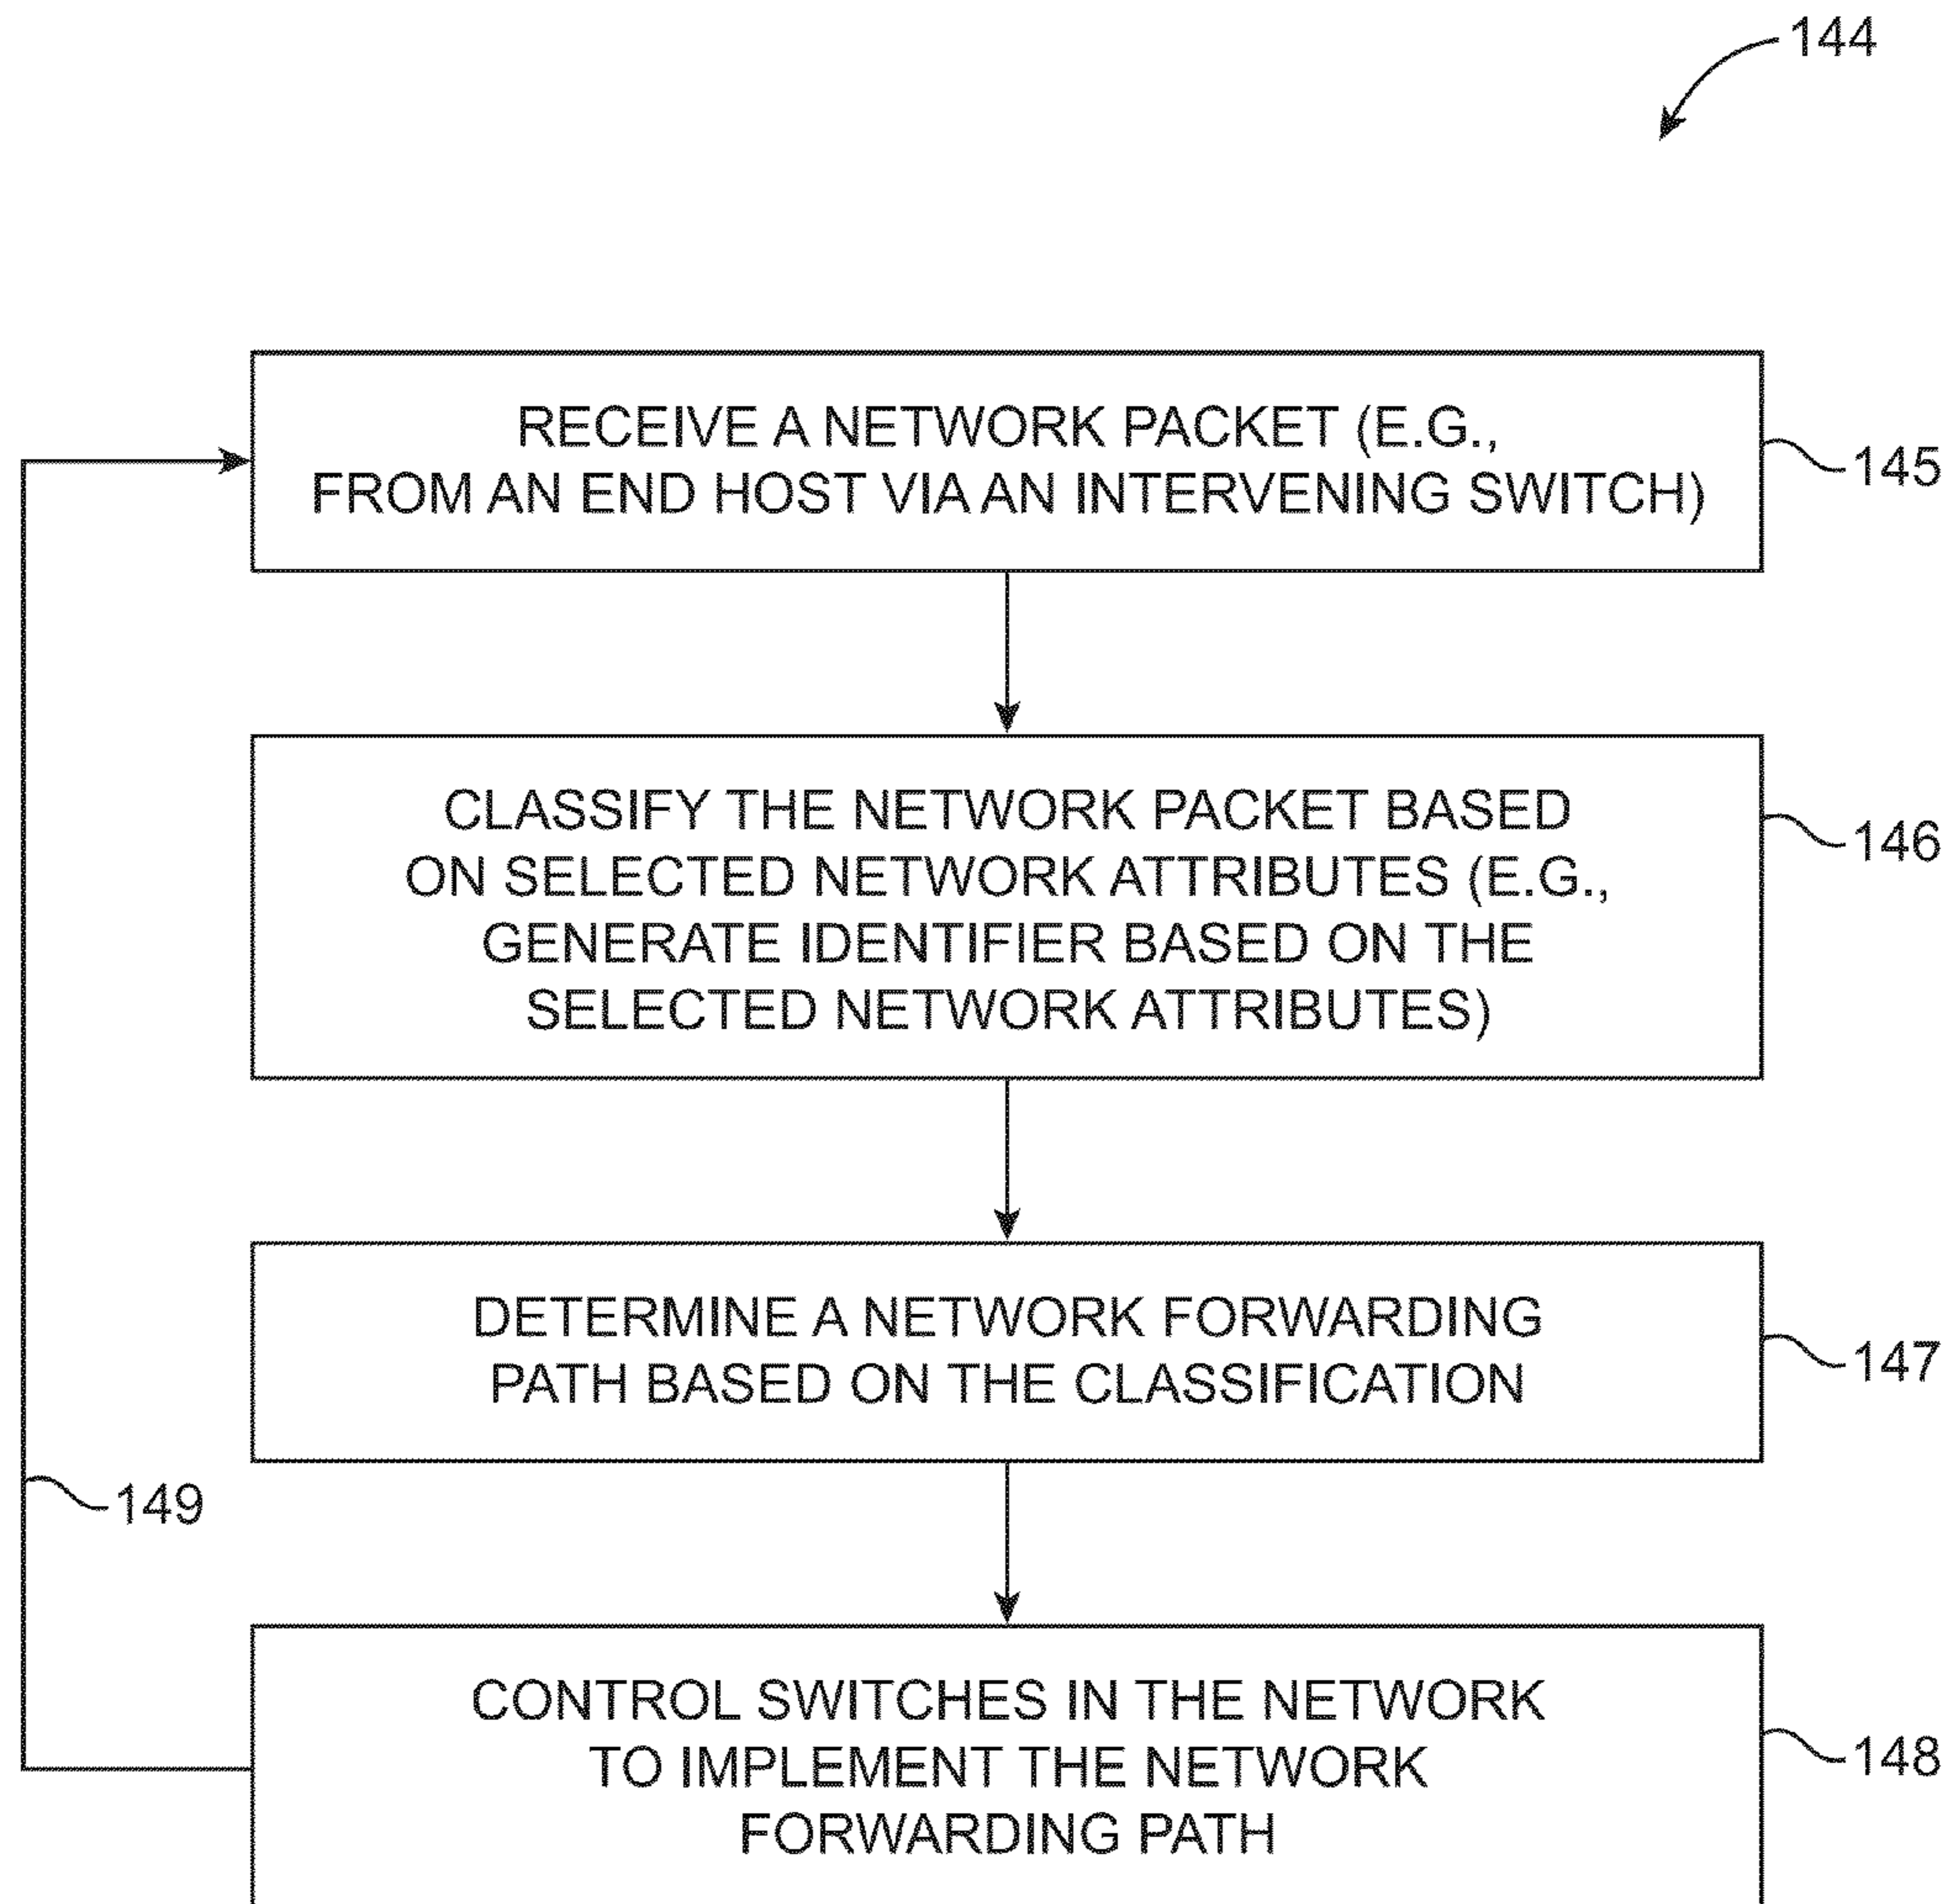 144
RECEIVE A NETWORK PACKET (E.G.,
FROM AN END HOST VIA AN INTERVENING SWITCH)
145
CLASSIFY THE NETWORK PACKET BASED
ON SELECTED NETWORK ATTRIBUTES (E.G.,
GENERATE IDENTIFIER BASED ON THE
SELECTED NETWORK ATTRIBUTES)
146
DETERMINE A NETWORK FORWARDING
PATH BASED ON THE CLASSIFICATION
147
149
CONTROL SWITCHES IN THE NETWORK
TO IMPLEMENT THE NETWORK
FORWARDING PATH
148